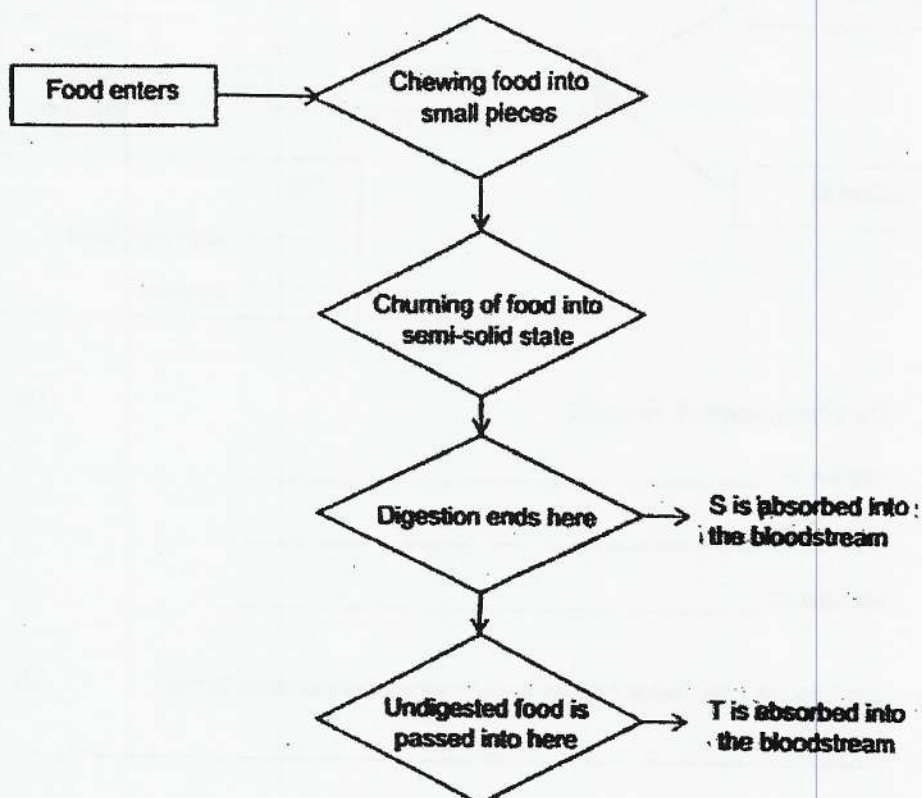 Food enters
Chewing food into
small pieces
Churning of food into
semi-solid state
Digestion ends here
S is absorbed into
the bloodstream
Undigested food is
passed into here
T is absorbed into
the bloodstream